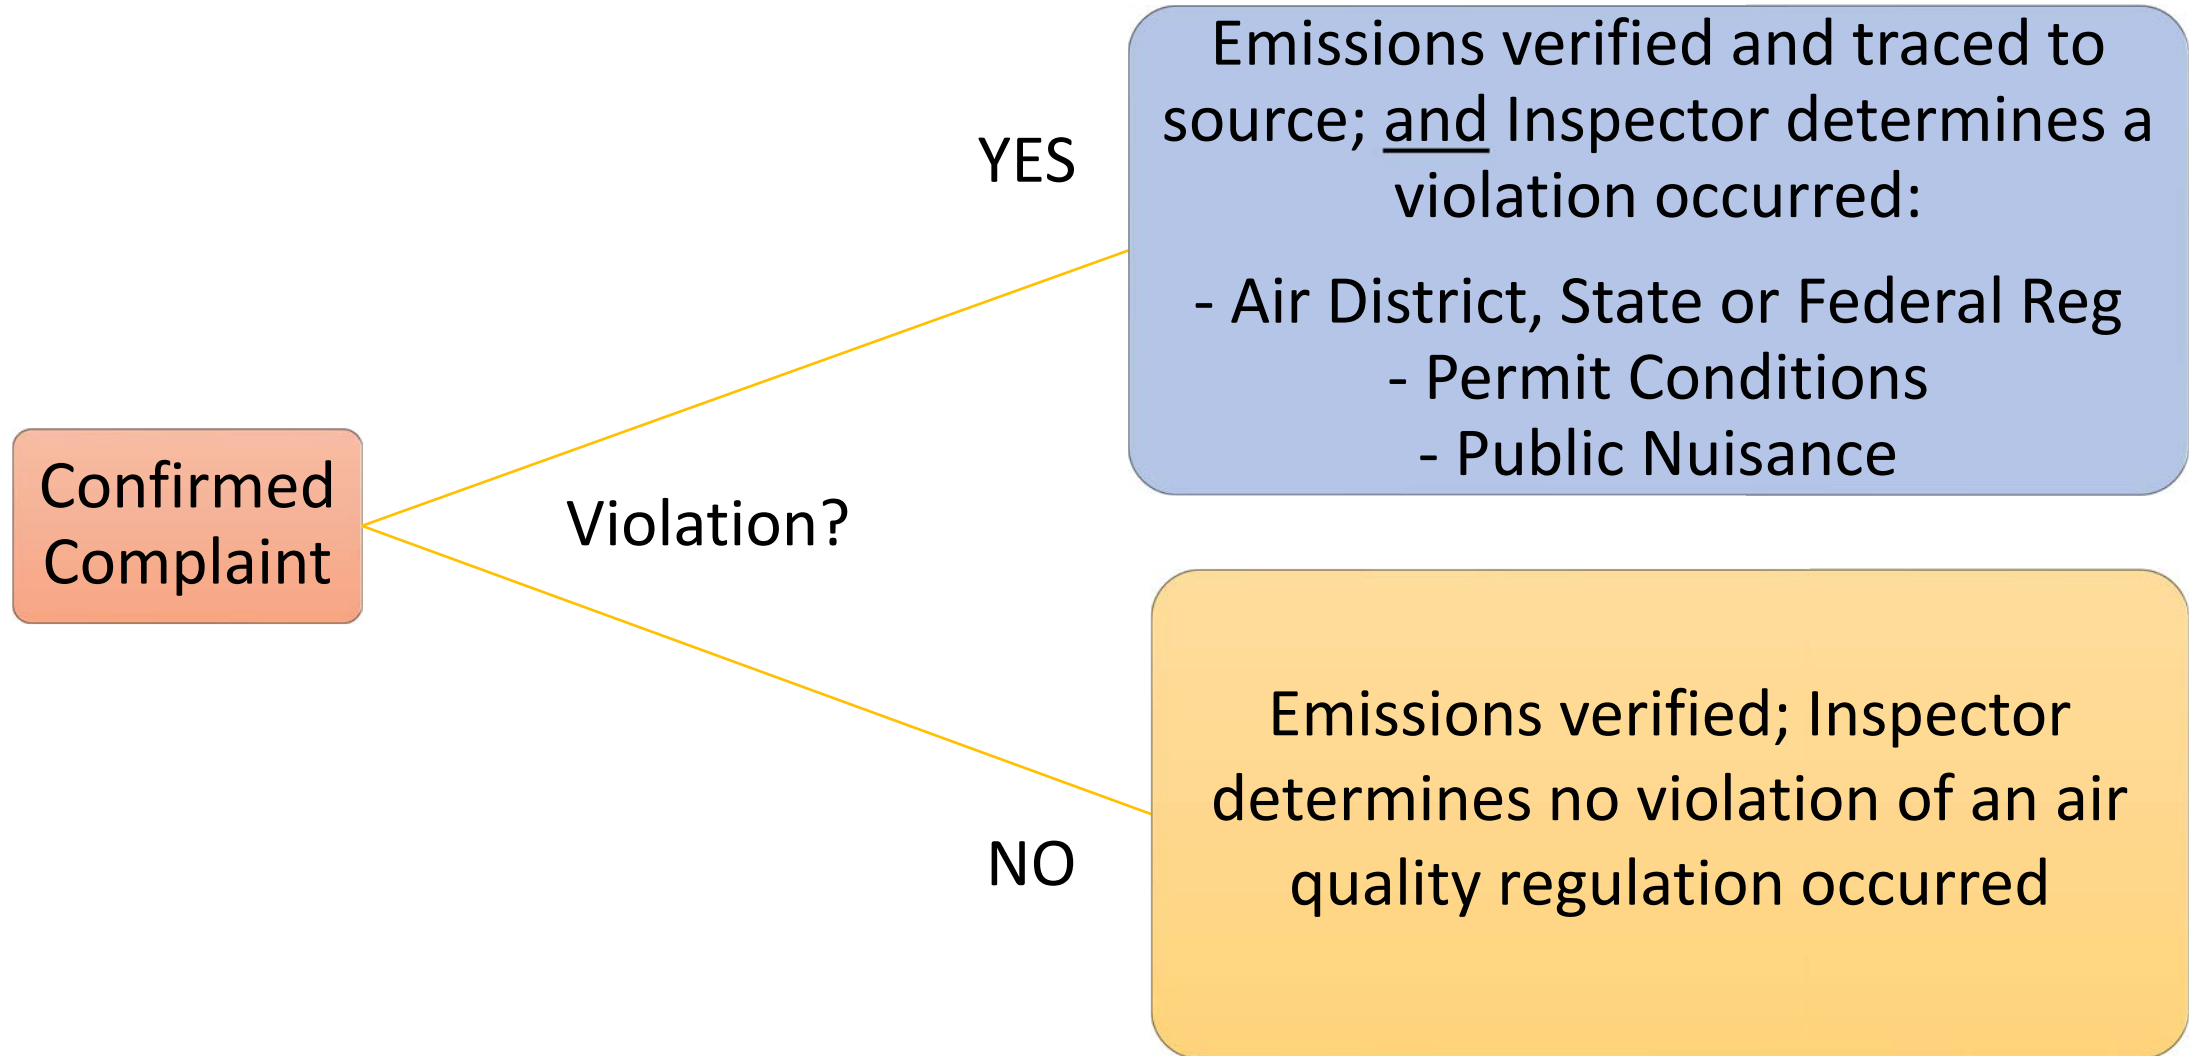 Confirmed
Complaint
Violation?
YES
Emissions verified and traced to
source; and Inspector determines a
violation occurred:
- Air District, State or Federal Reg
- Permit Conditions
- Public Nuisance
NO
Emissions verified; Inspector
determines no violation of an air
quality regulation occurred